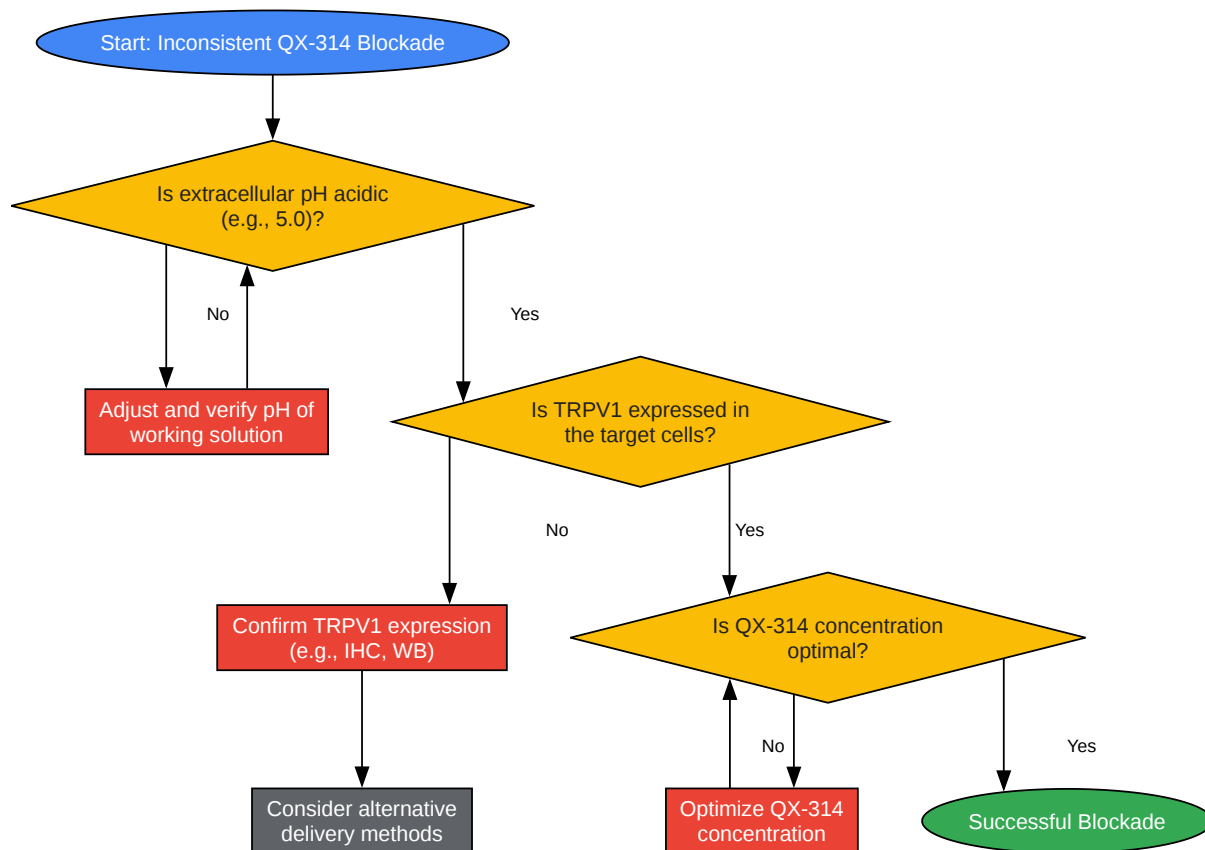 Start: Inconsistent QX-314 Blockade
Is extracellular pH acidic
(e.g., 5.0)?
No
Yes
Adjust and verify pH of
working solution
Is TRPV1 expressed in
the target cells?
No
Yes
Confirm TRPV1 expression
(e.g., IHC, WB)
Is QX-314 concentration
optimal?
No
Yes
Consider alternative
delivery methods
Optimize QX-314
concentration
Successful Blockade